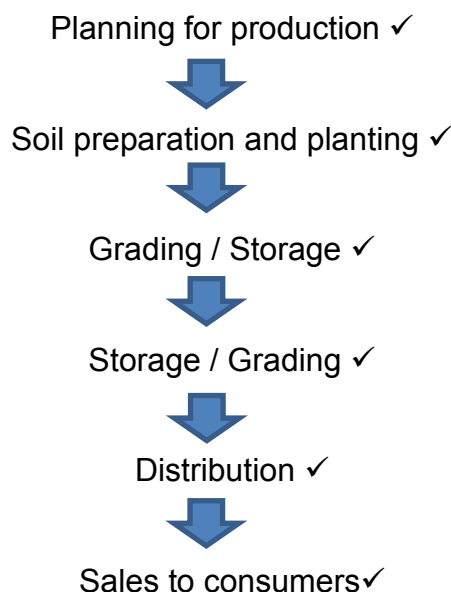 Planning for production ✓
Soil preparation and planting ✓
Grading / Storage ✓
Storage / Grading ✓
Distribution ✓
Sales to consumers✓